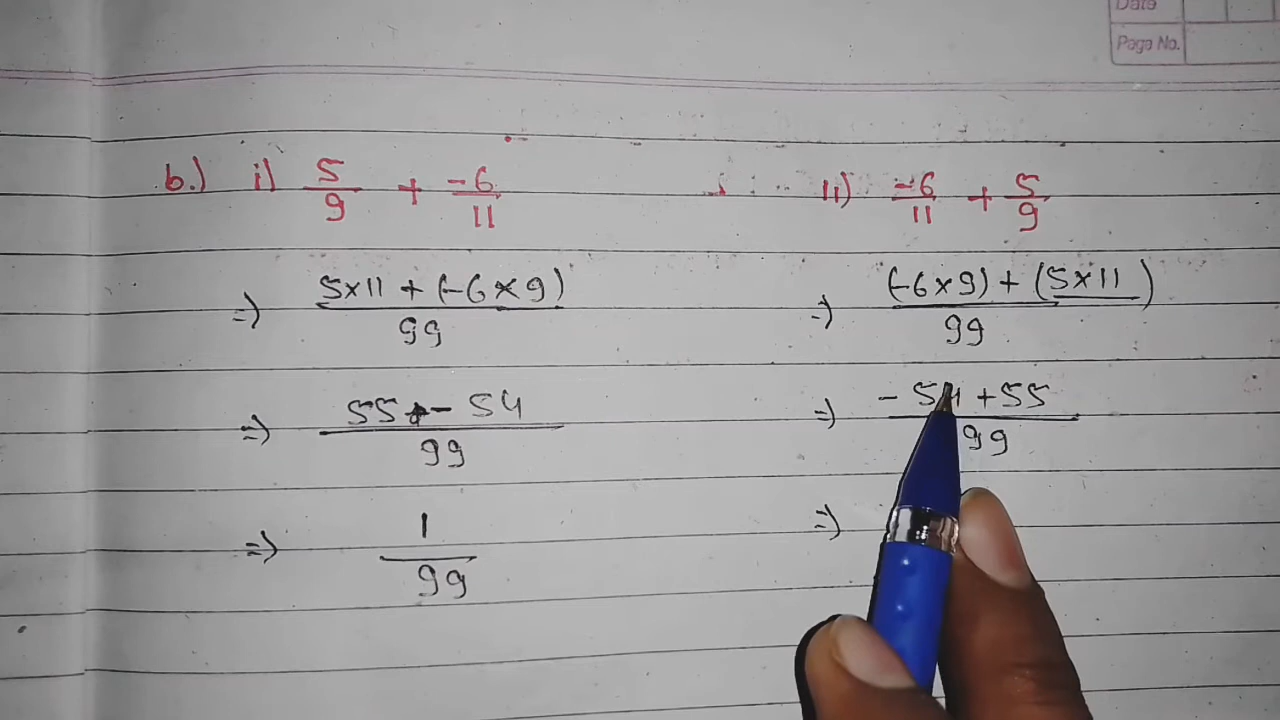 Date
Page No.
b.) i) 5/9 + -6/11
ii) -6/11 + 5/9
=) 5×11 + (-6×9) / 99
=) (-6×9) + (5×11) / 99
=) 55 + - 54 / 99
=) - 54 + 55 / 99
=) 1/99
=)